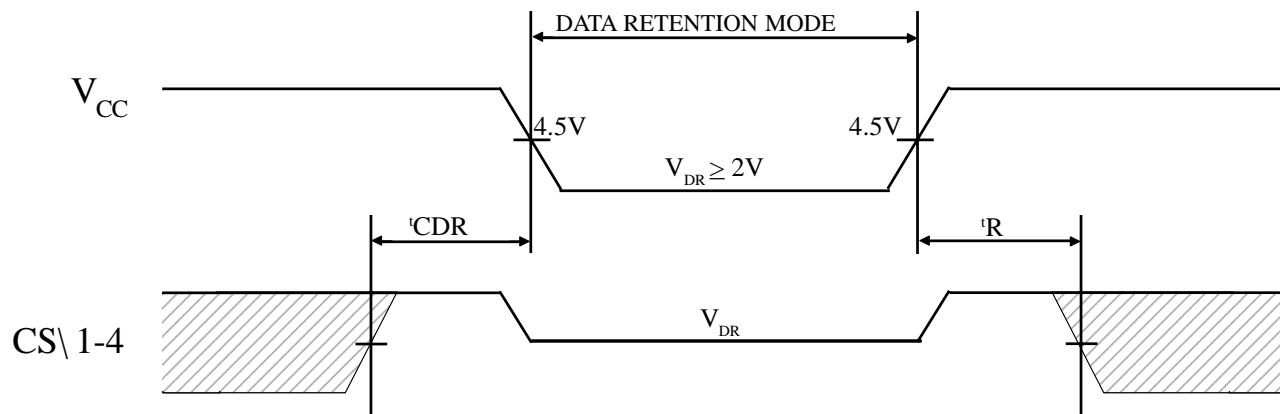 DATA RETENTION MODE
VCC
4.5V
4.5V
VDR ≥ 2V
tCDR
tR
CS\ 1-4
VDR